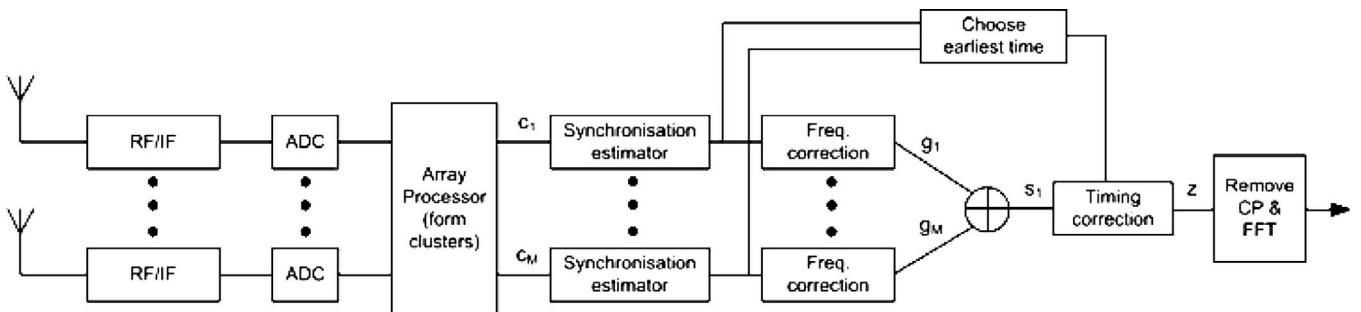 Choose
earliest time
RF/IF
ADC
Array
Processor
(form
clusters)
c1
Synchronisation
estimator
Freq.
correction
g1
s1
Timing
correction
z
Remove
CP &
FFT
RF/IF
ADC
cM
Synchronisation
estimator
Freq.
correction
gM